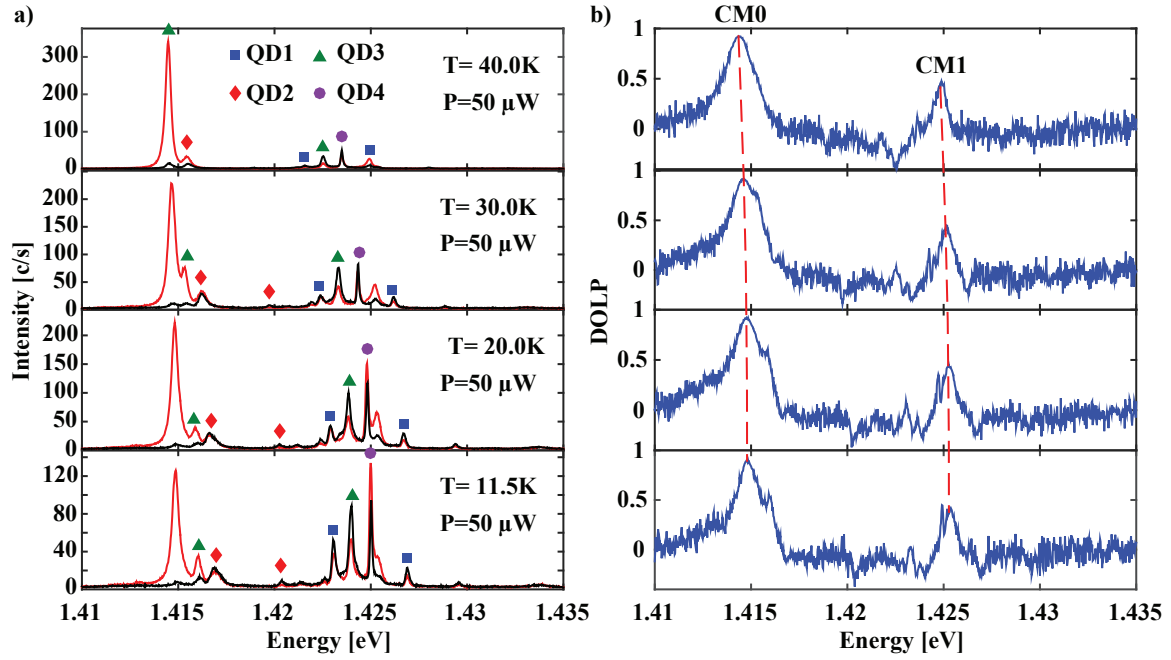 a)
QD1
QD3
QD2
QD4
T= 40.0K
P=50 µW
300
200
100
0
T= 30.0K
P=50 µW
200
150
100
50
0
T= 20.0K
P=50 µW
200
150
100
50
0
T= 11.5K
P=50 µW
120
80
40
0
Intensity [c/s]
1.41
1.415
1.42
1.425
1.43
1.435
Energy [eV]
b)
CM0
CM1
1
0.5
0
1
0.5
0
1
0.5
0
1
0.5
0
DOLP
1.41
1.415
1.42
1.425
1.43
1.435
Energy [eV]